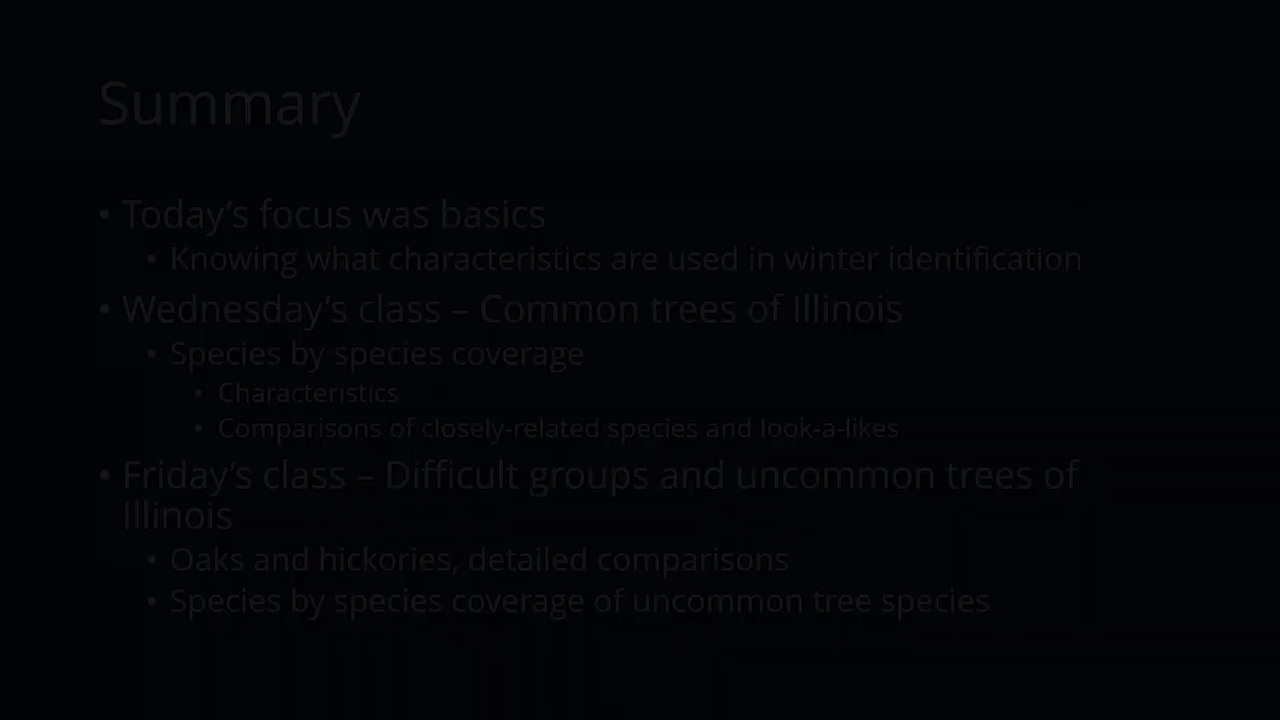 Summary
• Today’s focus was basics
• Knowing what characteristics are used in winter identification
• Wednesday’s class – Common trees of Illinois
• Species by species coverage
• Characteristics
• Comparisons of closely-related species and look-a-likes
• Friday’s class – Difficult groups and uncommon trees of
Illinois
• Oaks and hickories, detailed comparisons
• Species by species coverage of uncommon tree species